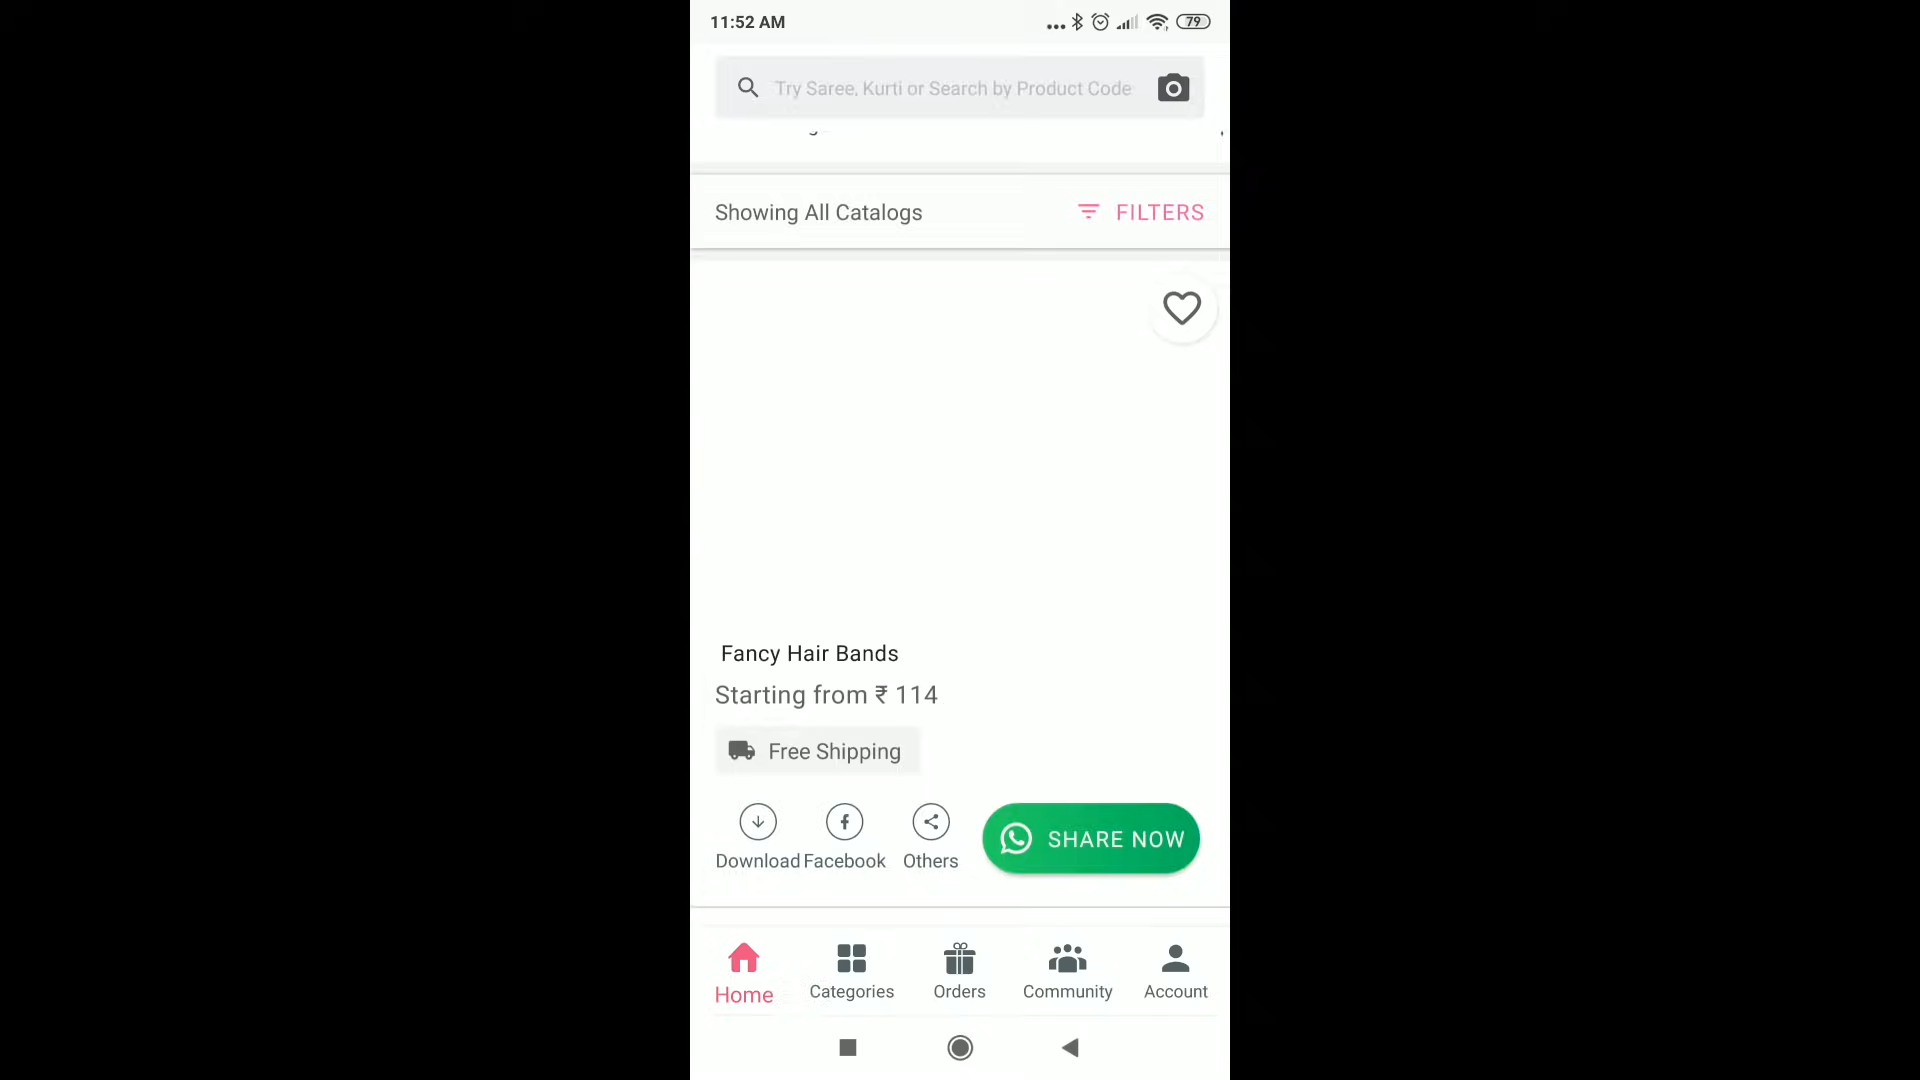 11:52 AM
79
Try Saree, Kurti or Search by Product Code
Showing All Catalogs
FILTERS
Fancy Hair Bands
Starting from ₹ 114
Free Shipping
SHARE NOW
Download Facebook Others
Home Categories Orders Community Account